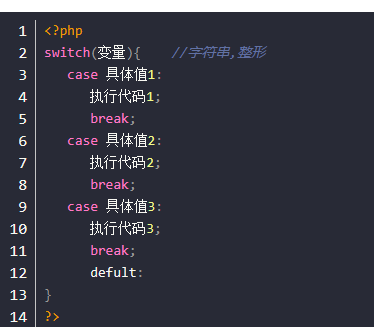 1 <?php
2 switch(变量){    //字符串,整形
3    case 具体值1:
4       执行代码1;
5       break;
6    case 具体值2:
7       执行代码2;
8       break;
9    case 具体值3:
10       执行代码3;
11       break;
12       defult:
13 }
14 ?>